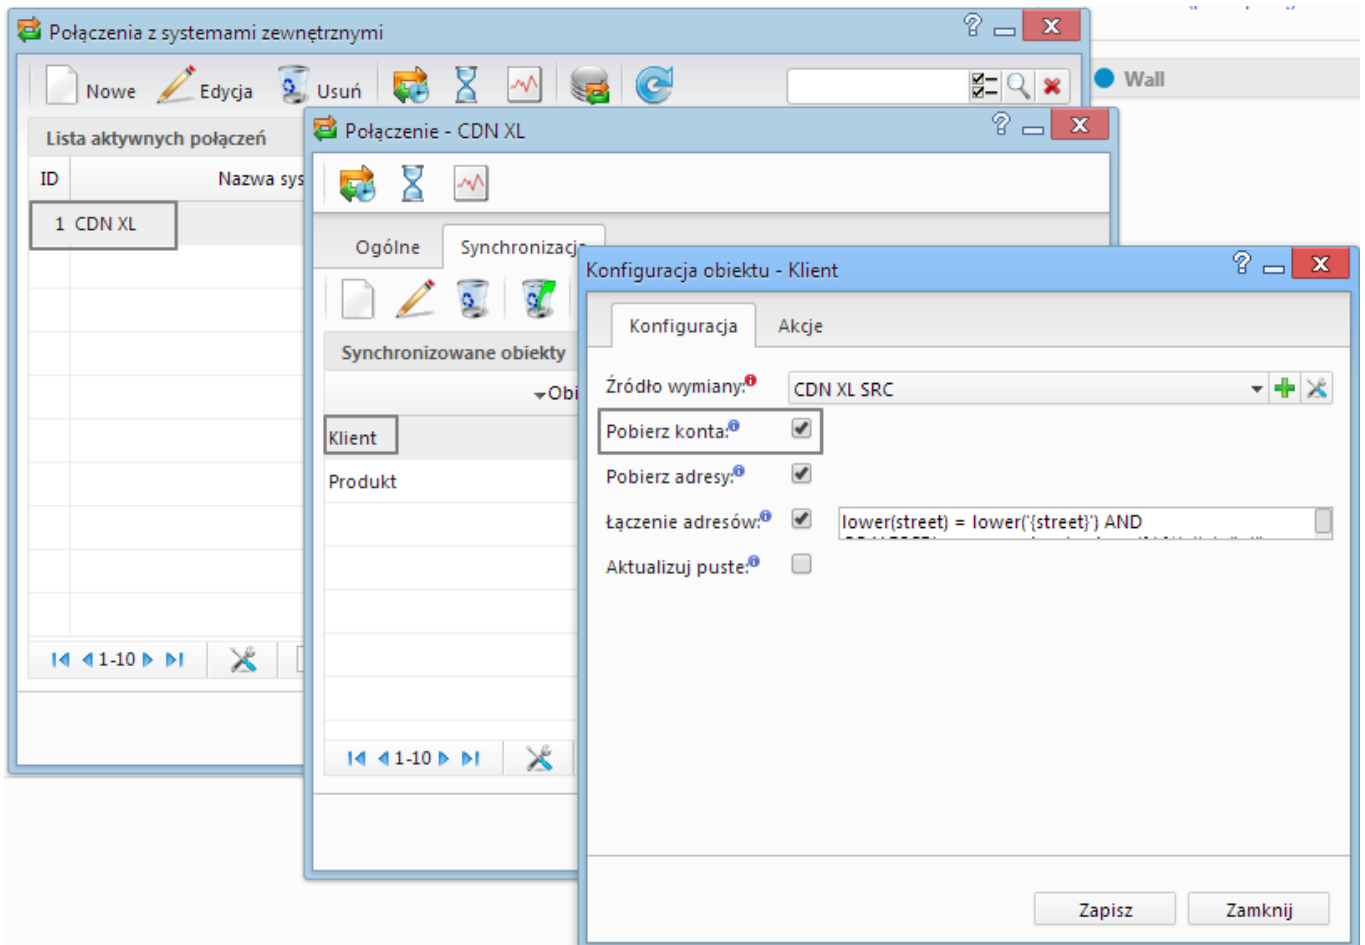 Połączenia z systemami zewnętrznymi
Nowe Edycja Usuń
Wall
Lista aktywnych połączeń
ID Nazwa sys
1 CDN XL
1-10
Połączenie - CDN XL
Ogólne Synchronizacja
Synchronizowane obiekty
Obi
Klient
Produkt
1-10
Konfiguracja obiektu - Klient
Konfiguracja Akcje
Źródło wymiany: CDN XL SRC
Pobierz konta:
Pobierz adresy:
Łączenie adresów: lower(street) = lower('{street}') AND
Aktualizuj puste:
Zapisz Zamknij